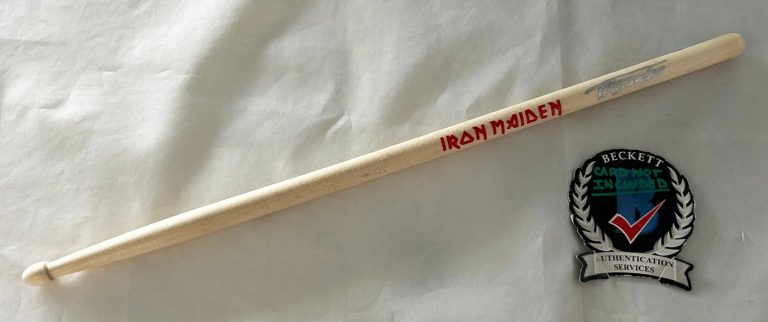 IRON MAIDEN
BECKETT
CARD NOT
INCLUDED
AUTHENTICATION
SERVICES